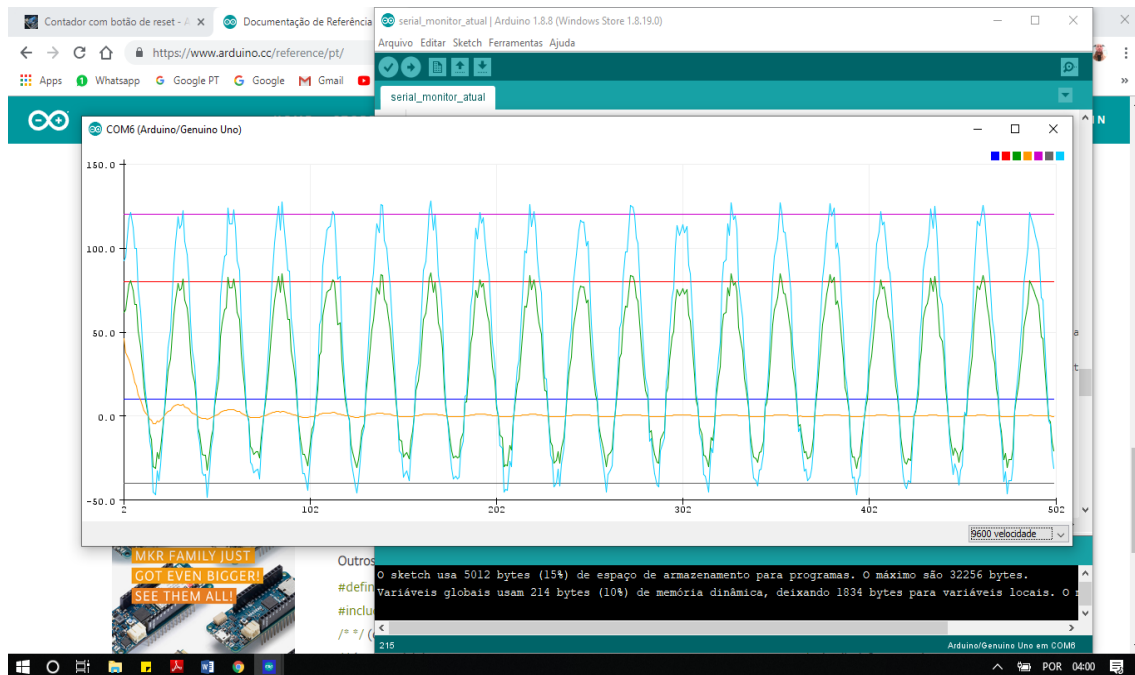 Contador com botão de reset - A
Documentação de Referência
serial_monitor_atual | Arduino 1.8.8 (Windows Store 1.8.19.0)
https://www.arduino.cc/reference/pt/
Arquivo Editar Sketch Ferramentas Ajuda
Apps
Whatsapp
Google PT
Google
Gmail
serial_monitor_atual
I N
COM6 (Arduino/Genuino Uno)
150.0
100.0
50.0
0.0
-50.0
2
102
202
302
402
502
a
t
9600 velocidade
MKR FAMILY JUST
GOT EVEN BIGGER!
SEE THEM ALL!
Outros
#defin
#inclu
/* */ (
O sketch usa 5012 bytes (15%) de espaço de armazenamento para programas. O máximo são 32256 bytes.
Variáveis globais usam 214 bytes (10%) de memória dinâmica, deixando 1834 bytes para variáveis locais. O
215
Arduino/Genuino Uno em COM6
POR
04:00